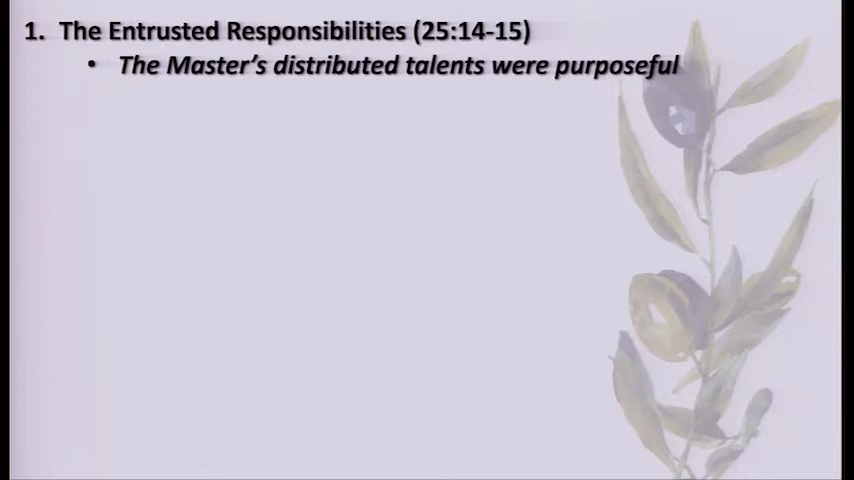 1. The Entrusted Responsibilities (25:14-15)
• The Master's distributed talents were purposeful